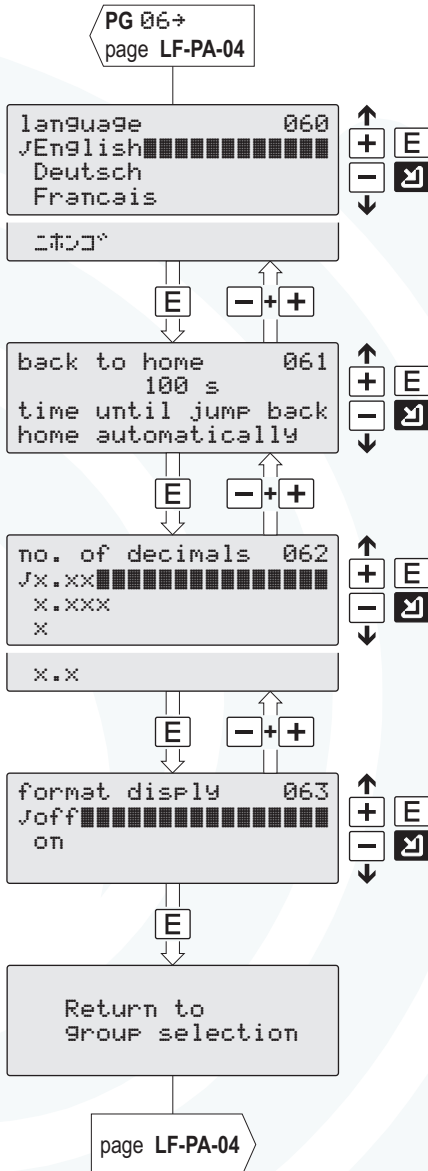 PG 06→
page LF-PA-04
language 060
✓English
Deutsch
Francais
ニホンゴ
E
- + +
+ E
-
back to home 061
100 s
time until jump back
home automatically
+ E
-
E
- + +
no. of decimals 062
✓x.xx
x.xxx
x
x.x
+ E
-
E
- + +
format disply 063
✓off
on
+ E
-
E
Return to
group selection
page LF-PA-04